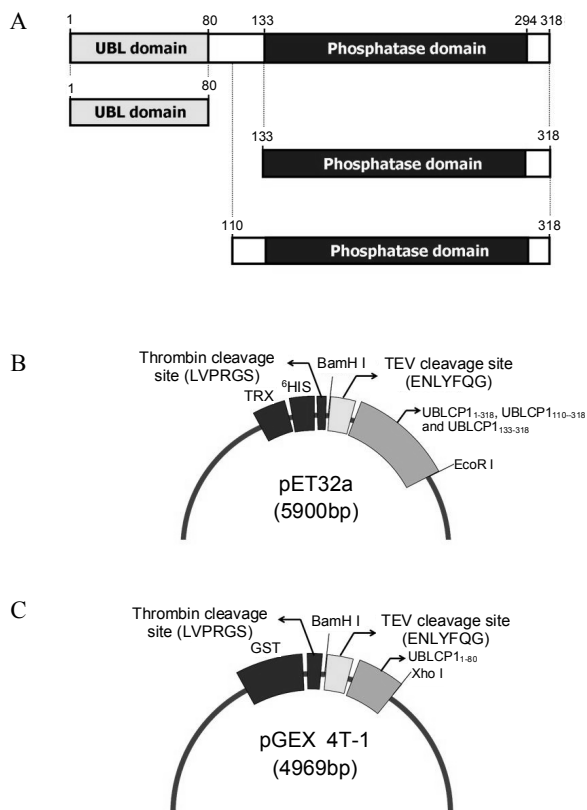 A
1 80 133 294 318
UBL domain Phosphatase domain
1 80
UBL domain
133 318
Phosphatase domain
110 318
Phosphatase domain
B
Thrombin cleavage
site (LVPRGS)
BamH I
TEV cleavage site
(ENLYFQG)
TRX
⁶HIS
UBLCP1₁₋₃₁₈, UBLCP1₁₁₀₋₃₁₈
and UBLCP1₁₃₃₋₃₁₈
EcoR I
pET32a
(5900bp)
C
Thrombin cleavage
site (LVPRGS)
BamH I
TEV cleavage site
(ENLYFQG)
GST
UBLCP1₁₋₈₀
Xho I
pGEX 4T-1
(4969bp)